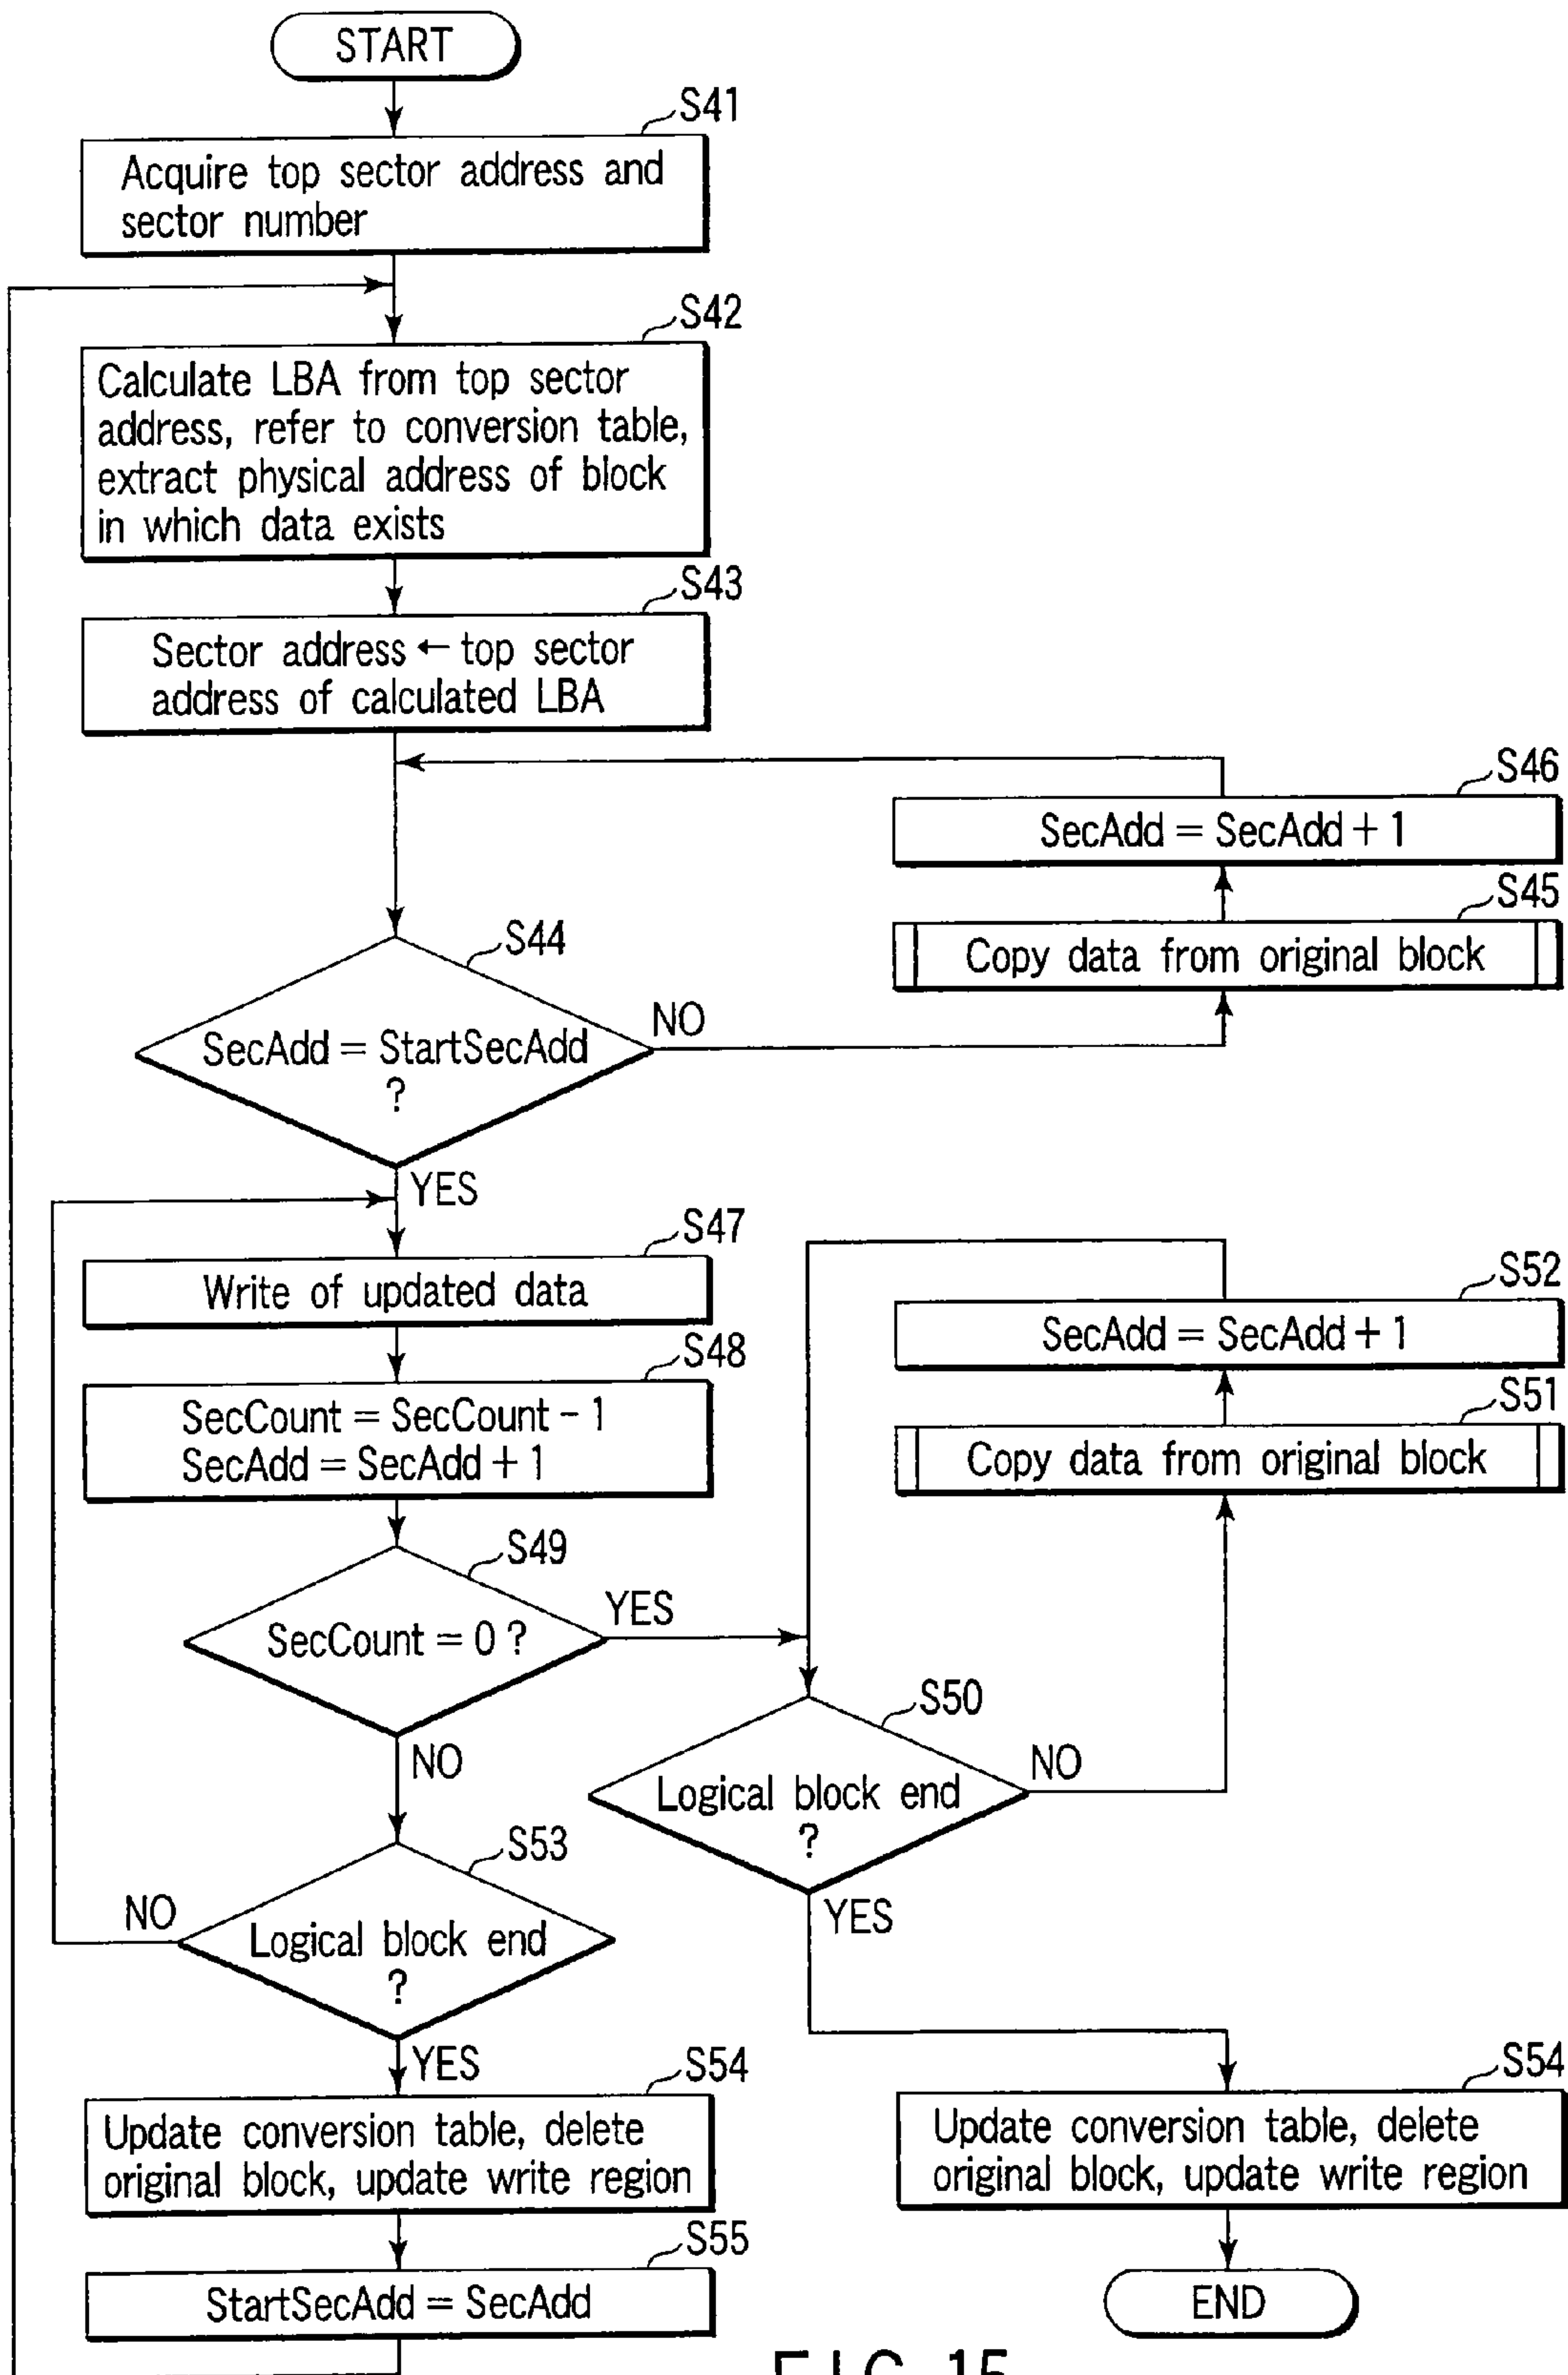 START
S41
Acquire top sector address and
sector number
S42
Calculate LBA from top sector
address, refer to conversion table,
extract physical address of block
in which data exists
S43
Sector address ← top sector
address of calculated LBA
S46
SecAdd = SecAdd + 1
S45
Copy data from original block
S44
SecAdd = StartSecAdd
?
NO
YES
S47
Write of updated data
S52
SecAdd = SecAdd + 1
S48
SecCount = SecCount - 1
SecAdd = SecAdd + 1
S51
Copy data from original block
S49
SecCount = 0 ?
YES
NO
S50
Logical block end
?
NO
YES
S53
Logical block end
?
NO
YES
S54
Update conversion table, delete
original block, update write region
S54
Update conversion table, delete
original block, update write region
S55
StartSecAdd = SecAdd
END
FIG. 15